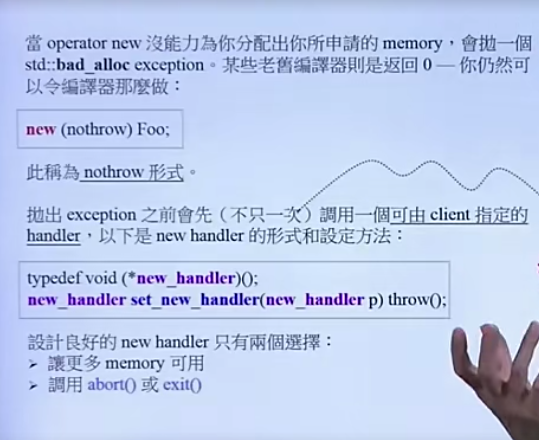 當 operator new 沒能力為你分配出你所申請的 memory，會拋一個
std::bad_alloc exception。某些老舊編譯器則是返回 0 — 你仍然可
以令編譯器那麼做：
new (nothrow) Foo;
此稱為 nothrow 形式。
拋出 exception 之前會先（不只一次）調用一個可由 client 指定的
handler，以下是 new handler 的形式和設定方法：
typedef void (*new_handler)();
new_handler set_new_handler(new_handler p) throw();
設計良好的 new handler 只有兩個選擇：
➢ 讓更多 memory 可用
➢ 調用 abort() 或 exit()